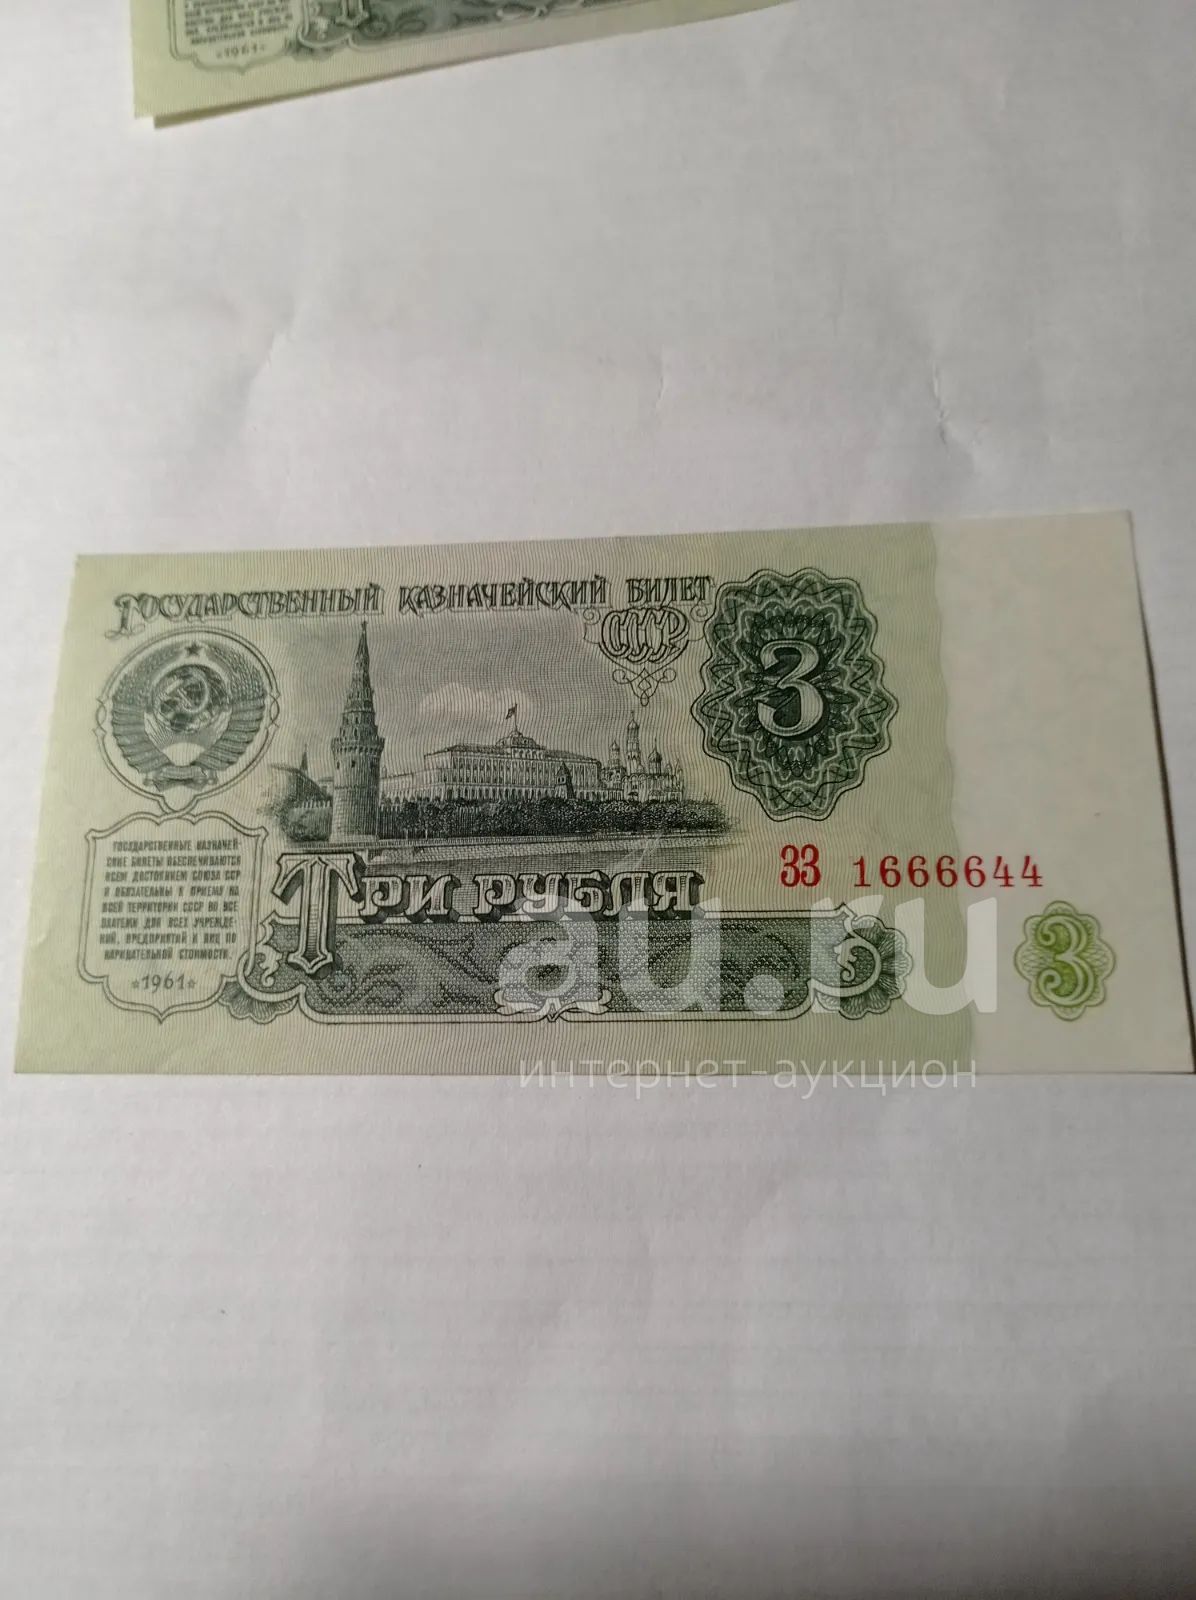 ★1961★
ГОСУДАРСТВЕННЫЙ КАЗНАЧЕЙСКИЙ БИЛЕТ
СССР
3
ГОСУДАРСТВЕННЫЕ КАЗНАЧЕЙ-
СКИЕ БИЛЕТЫ ОБЕСПЕЧИВАЮТСЯ
ВСЕМ ДОСТОЯНИЕМ СОЮЗА ССР
И ОБЯЗАТЕЛЬНЫ К ПРИЕМУ НА
ВСЕЙ ТЕРРИТОРИИ СССР ВО ВСЕ
ПЛАТЕЖИ ДЛЯ ВСЕХ УЧРЕЖДЕ-
НИЙ, ПРЕДПРИЯТИЙ И ЛИЦ ПО
НАРИЦАТЕЛЬНОЙ СТОИМОСТИ.
★1961★
ТРИ РУБЛЯ
ЗЗ 1666644
3
au.ru
интернет-аукцион